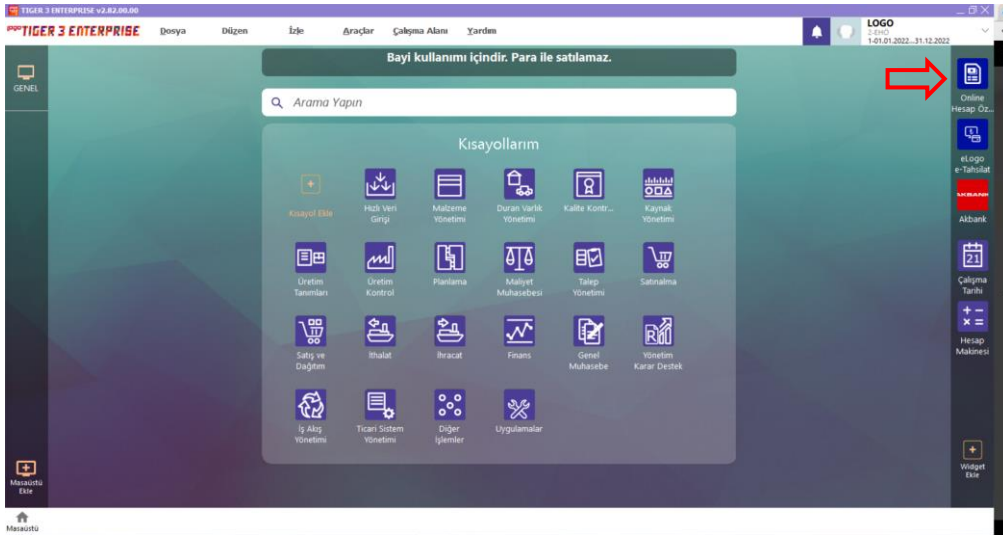 TIGER 3 ENTERPRISE v2.82.00.00
TIGER 3 ENTERPRISE Dosya Düzen İzle Araçlar Çalışma Alanı Yardım
LOGO
2-EHÖ
1-01.01.2022...31.12.2022
GENEL
Bayi kullanımı içindir. Para ile satılamaz.
Arama Yapın
Kısayollarım
Kısayol Ekle
Hızlı Veri
Girişi
Malzeme
Yönetimi
Duran Varlık
Yönetimi
Kalite Kontr...
Kaynak
Yönetimi
Üretim
Tanımları
Üretim
Kontrol
Planlama
Maliyet
Muhasebesi
Talep
Yönetimi
Satınalma
Satış ve
Dağıtım
İthalat
İhracat
Finans
Genel
Muhasebe
Yönetim
Karar Destek
İş Akış
Yönetimi
Ticari Sistem
Yönetimi
Diğer
İşlemler
Uygulamalar
Online
Hesap Öz...
eLogo
e-Tahsilat
AKBANK
Akbank
21
Çalışma
Tarihi
Hesap
Makinesi
Widget
Ekle
Masaüstü
Ekle
Masaüstü